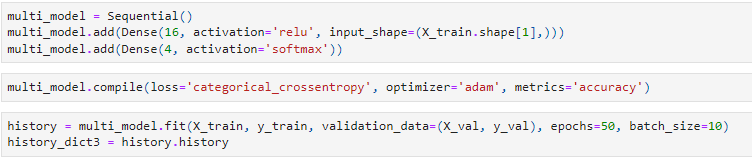 multi_model = Sequential()
multi_model.add(Dense(16, activation='relu', input_shape=(X_train.shape[1],)))
multi_model.add(Dense(4, activation='softmax'))
multi_model.compile(loss='categorical_crossentropy', optimizer='adam', metrics='accuracy')
history = multi_model.fit(X_train, y_train, validation_data=(X_val, y_val), epochs=50, batch_size=10)
history_dict3 = history.history